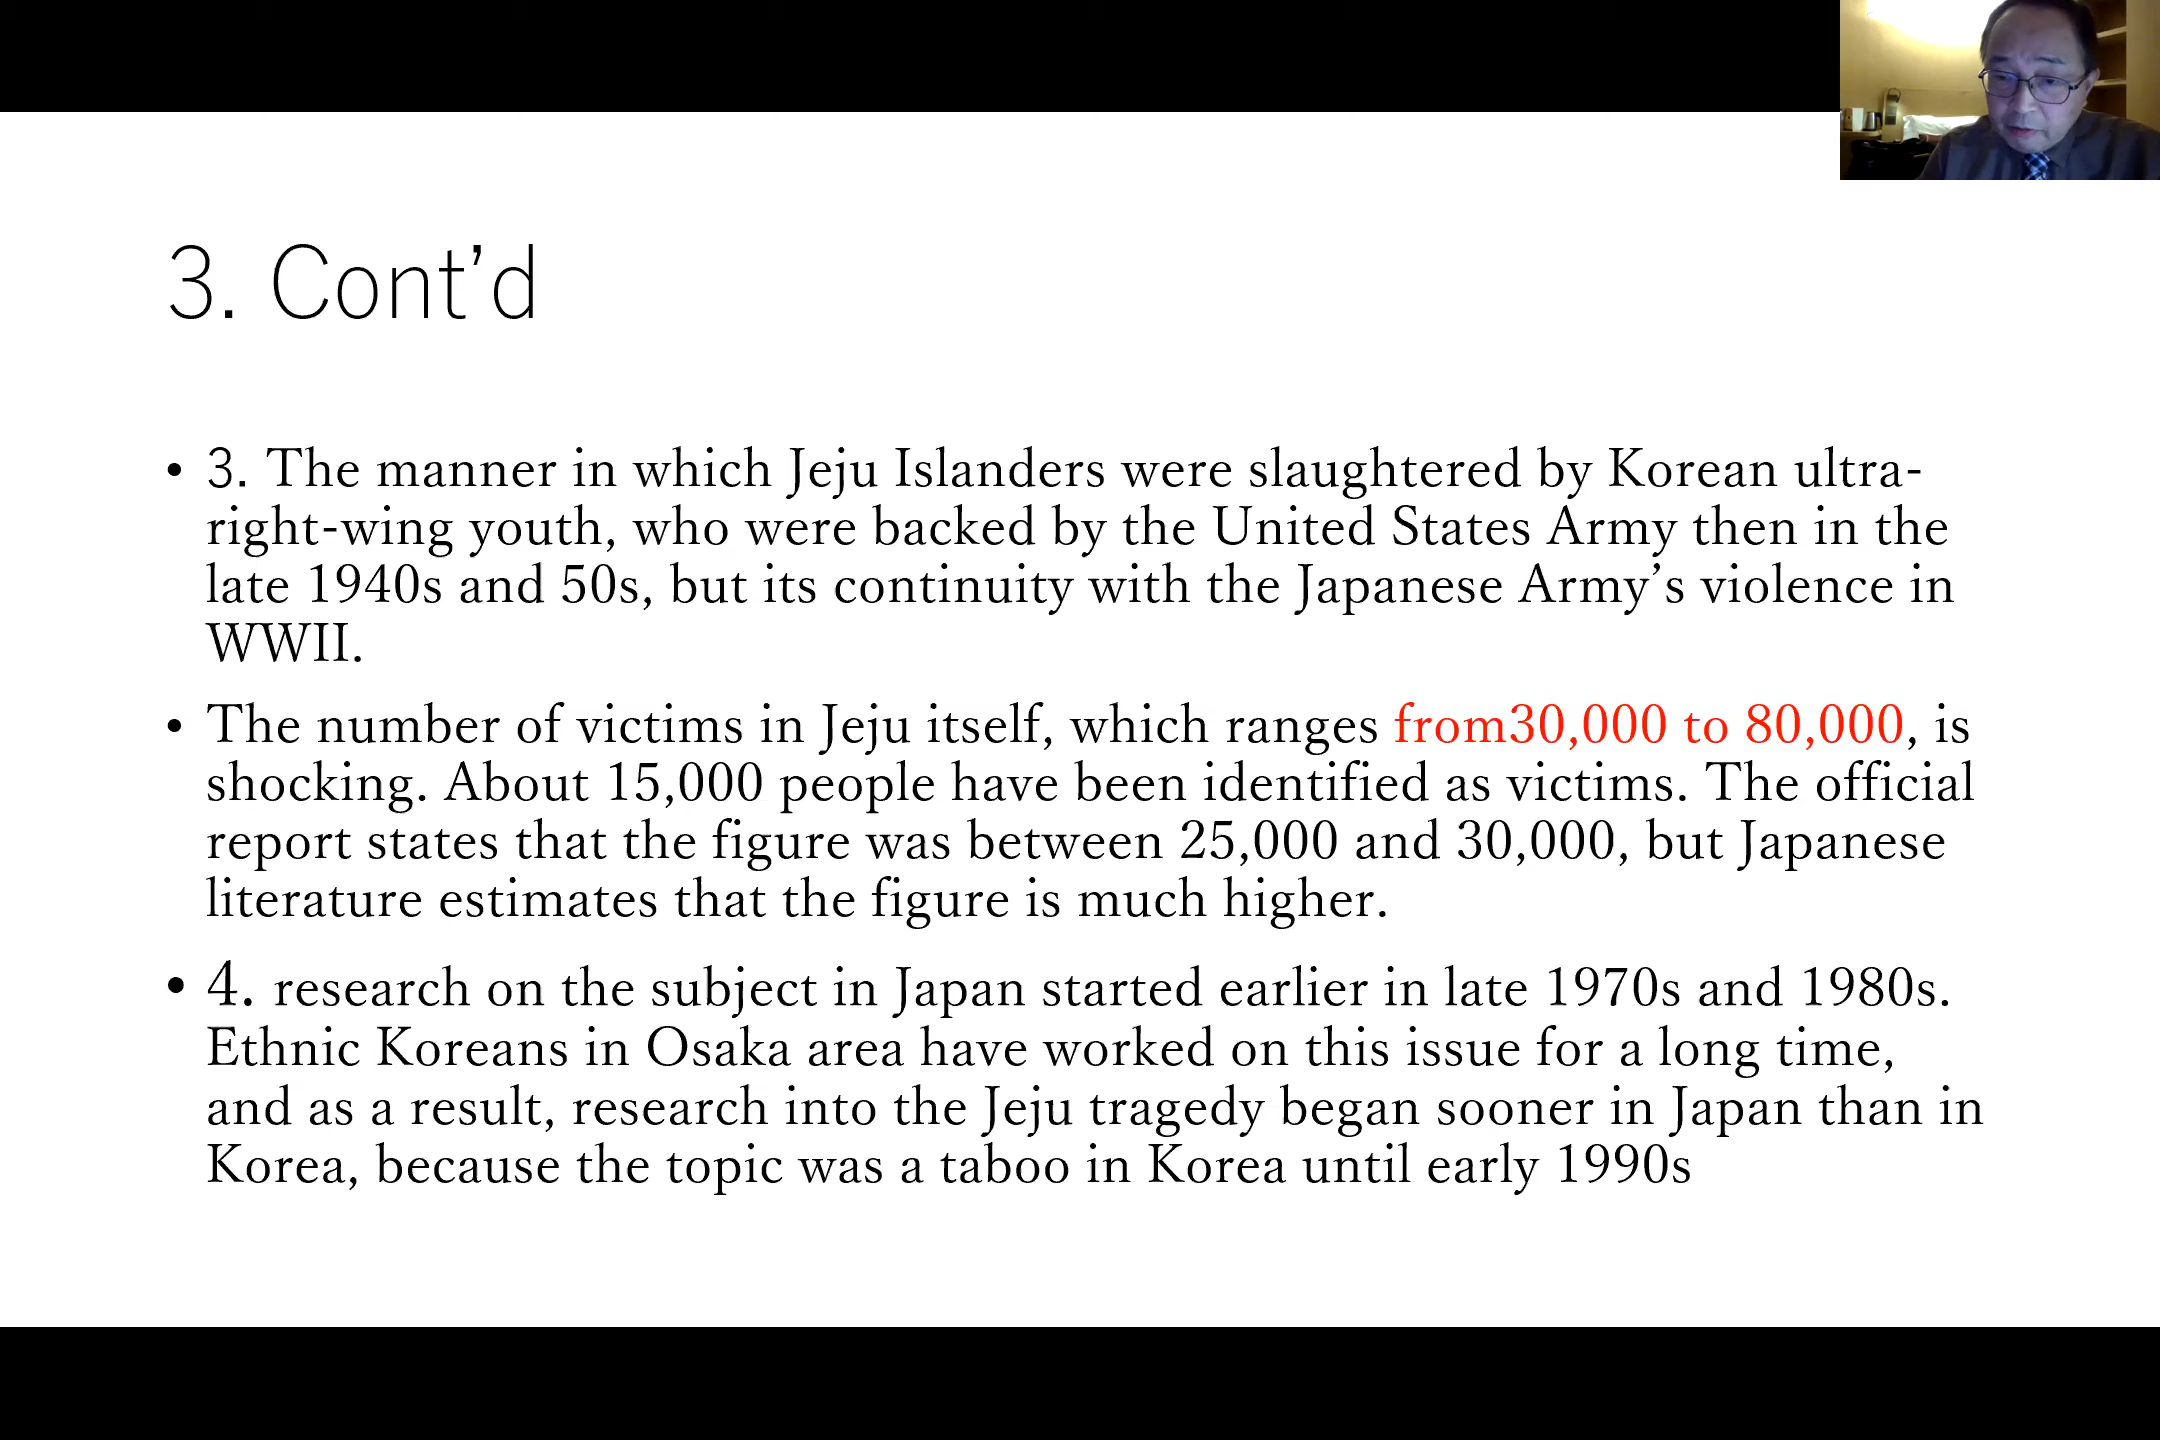 3. Cont’d
• 3. The manner in which Jeju Islanders were slaughtered by Korean ultra-
right-wing youth, who were backed by the United States Army then in the
late 1940s and 50s, but its continuity with the Japanese Army’s violence in
WWII.
• The number of victims in Jeju itself, which ranges from30,000 to 80,000, is
shocking. About 15,000 people have been identified as victims. The official
report states that the figure was between 25,000 and 30,000, but Japanese
literature estimates that the figure is much higher.
• 4. research on the subject in Japan started earlier in late 1970s and 1980s.
Ethnic Koreans in Osaka area have worked on this issue for a long time,
and as a result, research into the Jeju tragedy began sooner in Japan than in
Korea, because the topic was a taboo in Korea until early 1990s